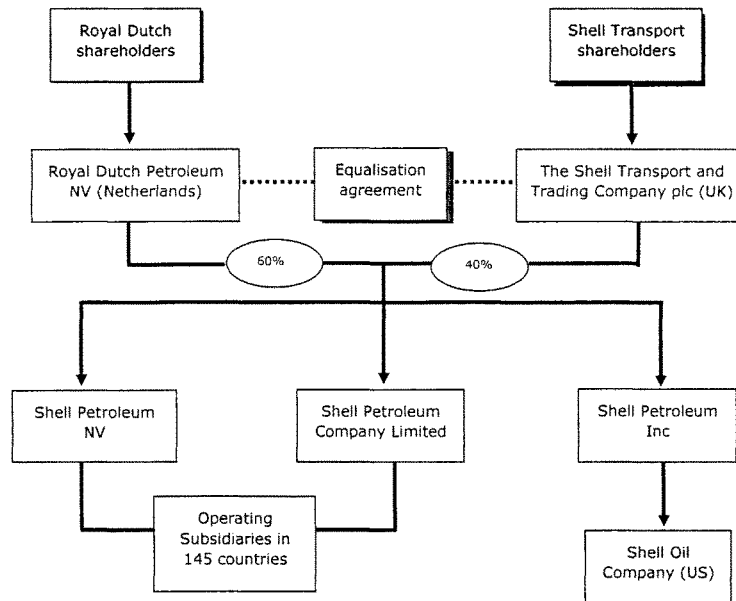 Royal Dutch
shareholders
Shell Transport
shareholders
Royal Dutch Petroleum
NV (Netherlands)
Equalisation
agreement
The Shell Transport and
Trading Company plc (UK)
60%
40%
Shell Petroleum
NV
Shell Petroleum
Company Limited
Shell Petroleum
Inc
Operating
Subsidiaries in
145 countries
Shell Oil
Company (US)